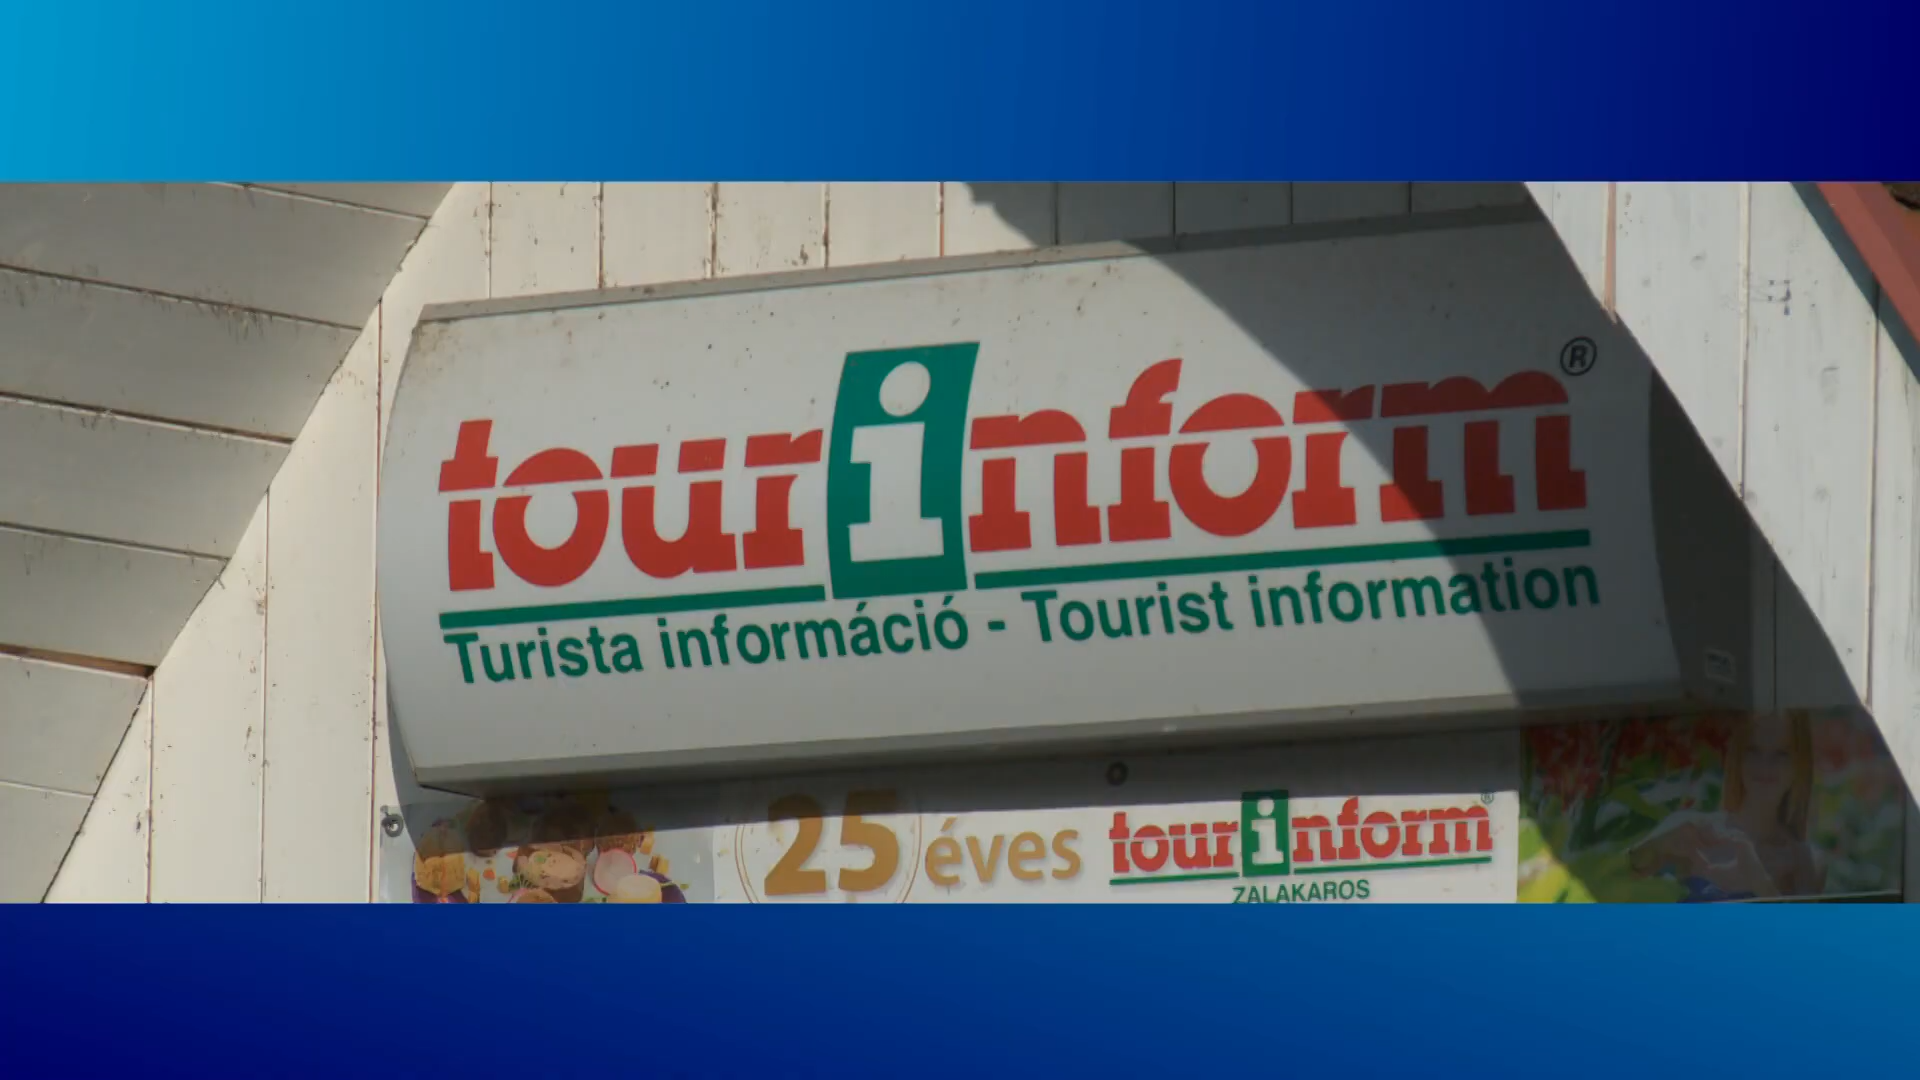 tourinform®
Turista információ - Tourist information
25 éves tourinform®
ZALAKAROS